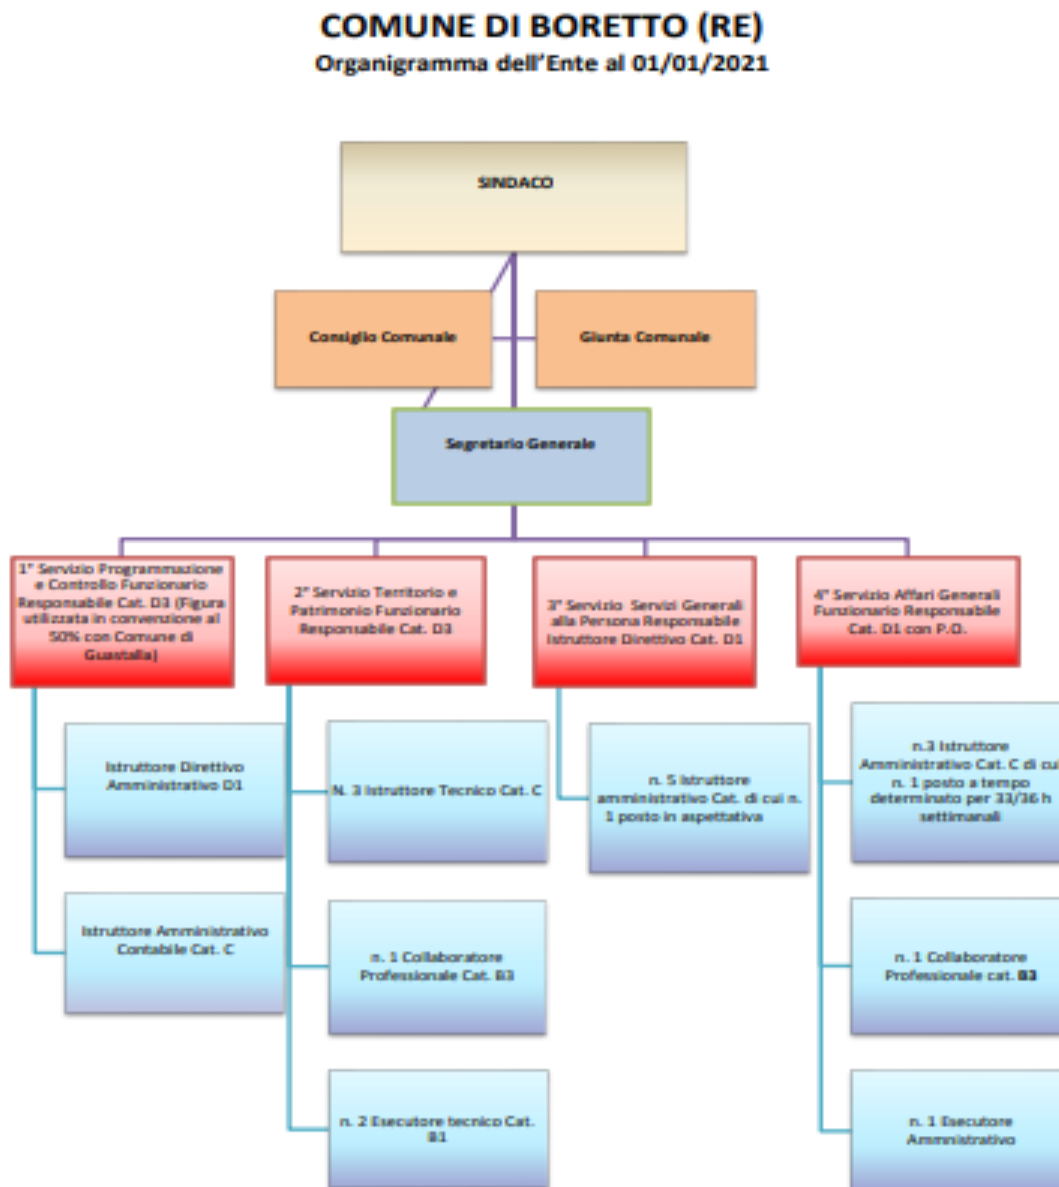 COMUNE DI BORETTO (RE)
Organigramma dell'Ente al 01/01/2021
SINDACO
Consiglio Comunale
Giunta Comunale
Segretario Generale
1° Servizio Programmazione
e Controllo Funzionario
Responsabile Cat. D3 (Figura
utilizzata in convenzione al
50% con Comune di
Guastalla)
2° Servizio Territorio e
Patrimonio Funzionario
Responsabile Cat. D3
3° Servizio Servizi Generali
alla Persona Responsabile
Istruttore Direttivo Cat. D1
4° Servizio Affari Generali
Funzionario Responsabile
Cat. D1 con P.O.
Istruttore Direttivo
Amministrativo D1
Istruttore Amministrativo
Contabile Cat. C
N. 3 Istruttore Tecnico Cat. C
n. 1 Collaboratore
Professionale Cat. B3
n. 2 Esecutore tecnico Cat.
B1
n. 5 Istruttore
amministrativo Cat. di cui n.
1 posto in aspettativa
n.3 Istruttore
Amministrativo Cat. C di cui
n. 1 posto a tempo
determinato per 33/36 h
settimanali
n. 1 Collaboratore
Professionale cat. B3
n. 1 Esecutore
Ammnistrativo